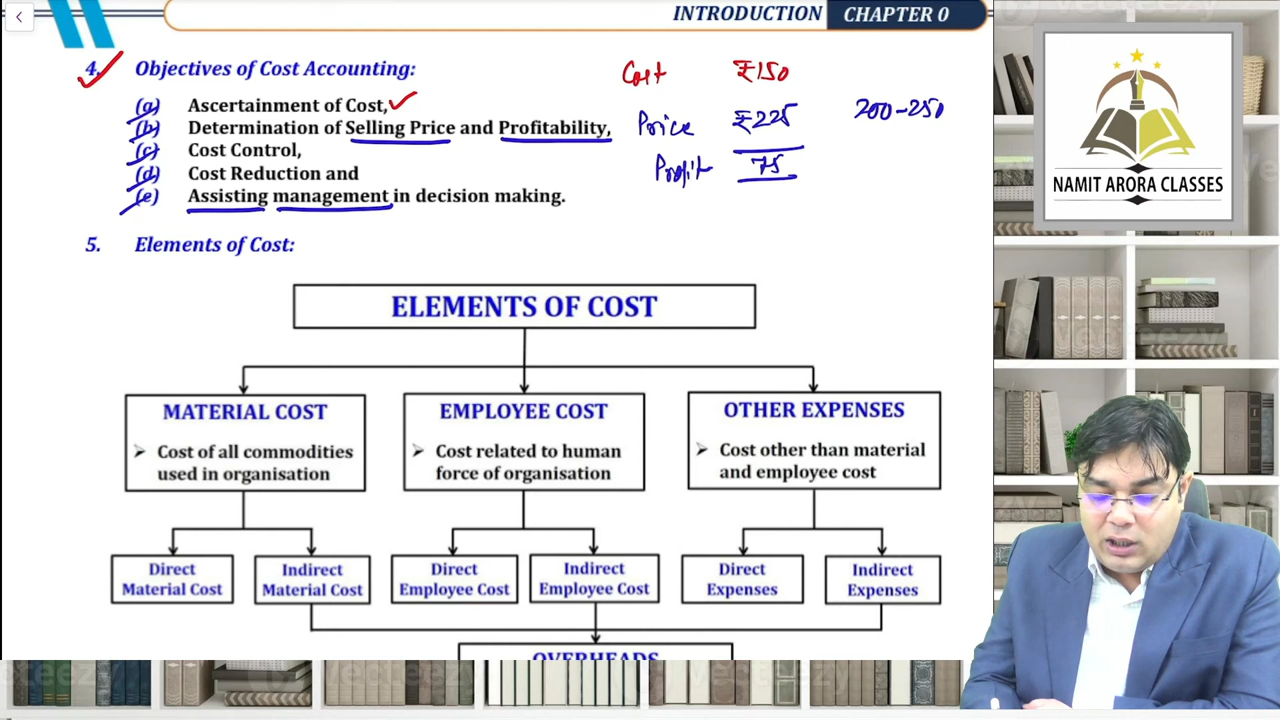 INTRODUCTION CHAPTER 0
4. Objectives of Cost Accounting:
(a) Ascertainment of Cost,
(b) Determination of Selling Price and Profitability,
(c) Cost Control,
(d) Cost Reduction and
(e) Assisting management in decision making.
Cost ₹150
Price ₹225 200-250
Profit 75
NAMIT ARORA CLASSES
5. Elements of Cost:
ELEMENTS OF COST
MATERIAL COST
➢ Cost of all commodities
used in organisation
EMPLOYEE COST
➢ Cost related to human
force of organisation
OTHER EXPENSES
➢ Cost other than material
and employee cost
Direct
Material Cost
Indirect
Material Cost
Direct
Employee Cost
Indirect
Employee Cost
Direct
Expenses
Indirect
Expenses
OVERHEADS